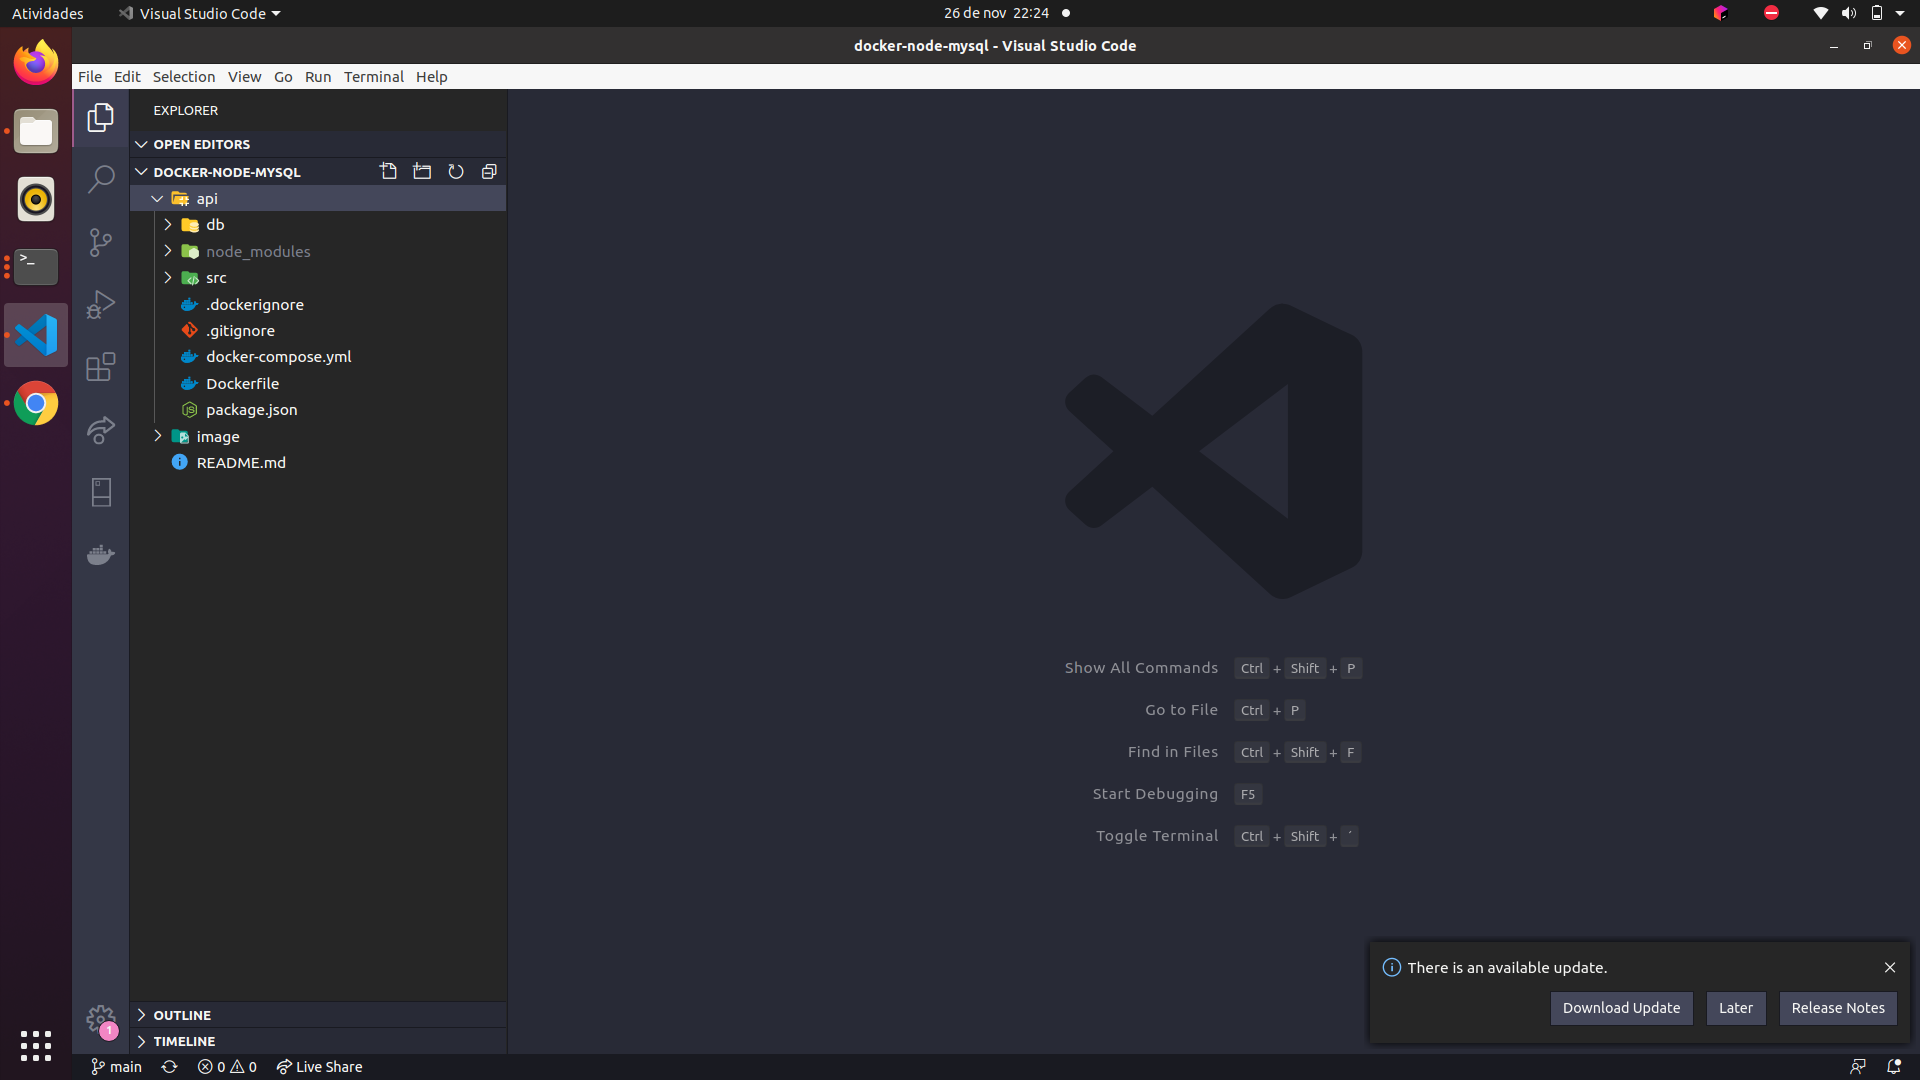 Atividades
Visual Studio Code
26 de nov 22:24
docker-node-mysql - Visual Studio Code
File Edit Selection View Go Run Terminal Help
EXPLORER
OPEN EDITORS
DOCKER-NODE-MYSQL
api
db
node_modules
src
.dockerignore
.gitignore
docker-compose.yml
Dockerfile
package.json
image
README.md
Show All Commands Ctrl + Shift + P
Go to File Ctrl + P
Find in Files Ctrl + Shift + F
Start Debugging F5
Toggle Terminal Ctrl + Shift + ´
There is an available update.
Download Update Later Release Notes
1
OUTLINE
TIMELINE
main 0 0 Live Share